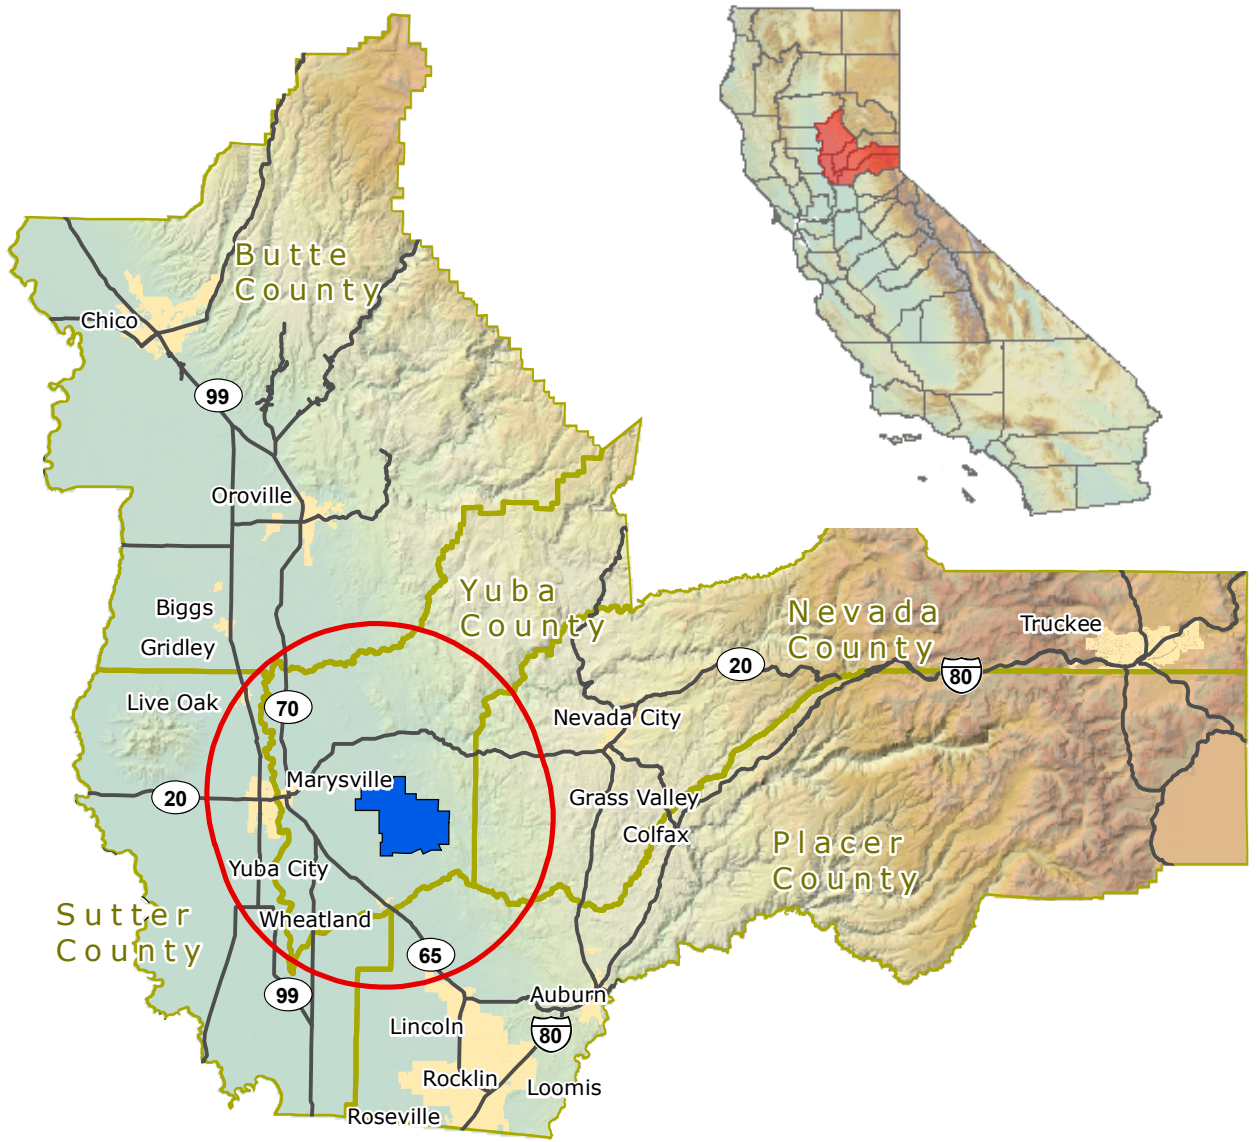 Butte
County
Chico
99
Oroville
Yuba
County
Biggs
Gridley
Nevada
County
Truckee
20
80
Live Oak
70
Nevada City
Marysville
20
Grass Valley
Colfax
Placer
County
Yuba City
Sutter
County
Wheatland
65
99
Auburn
Lincoln
80
Rocklin
Loomis
Roseville